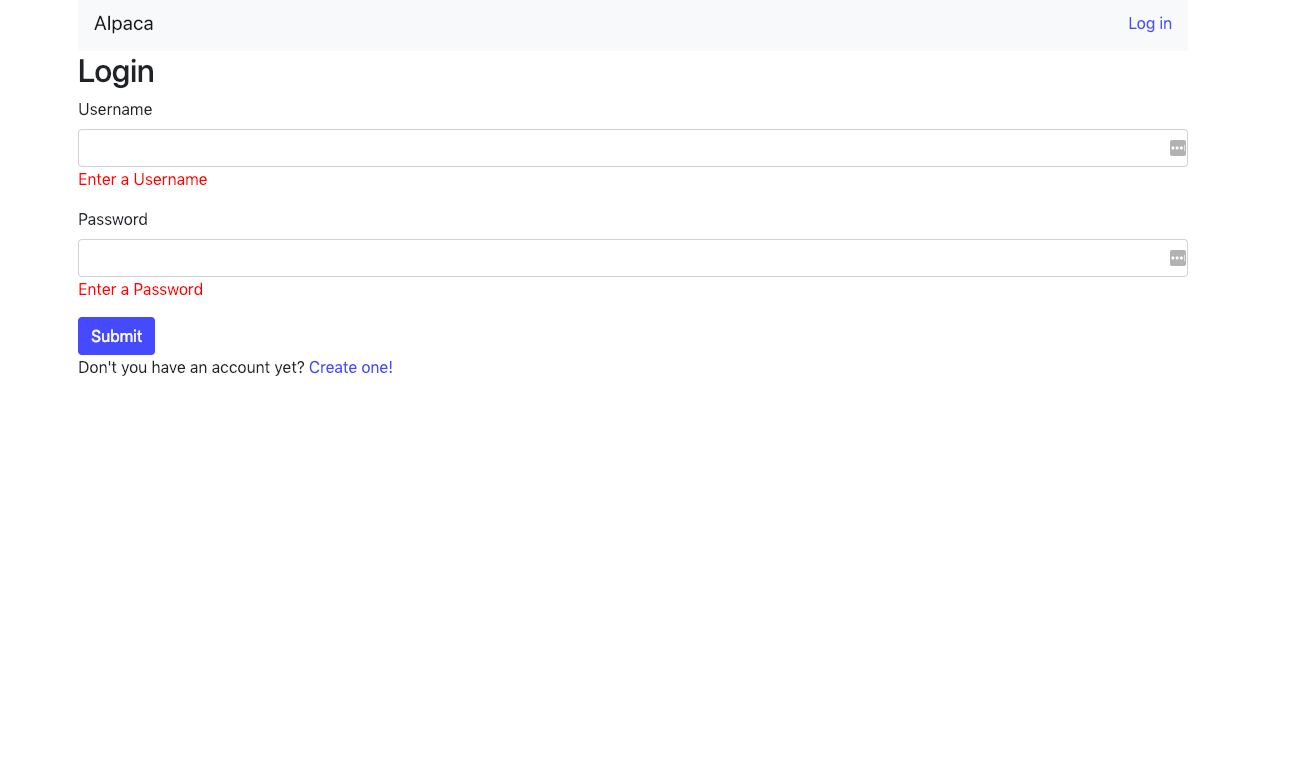 Alpaca Log in
Login
Username
Enter a Username
Password
Enter a Password
Submit
Don't you have an account yet? Create one!